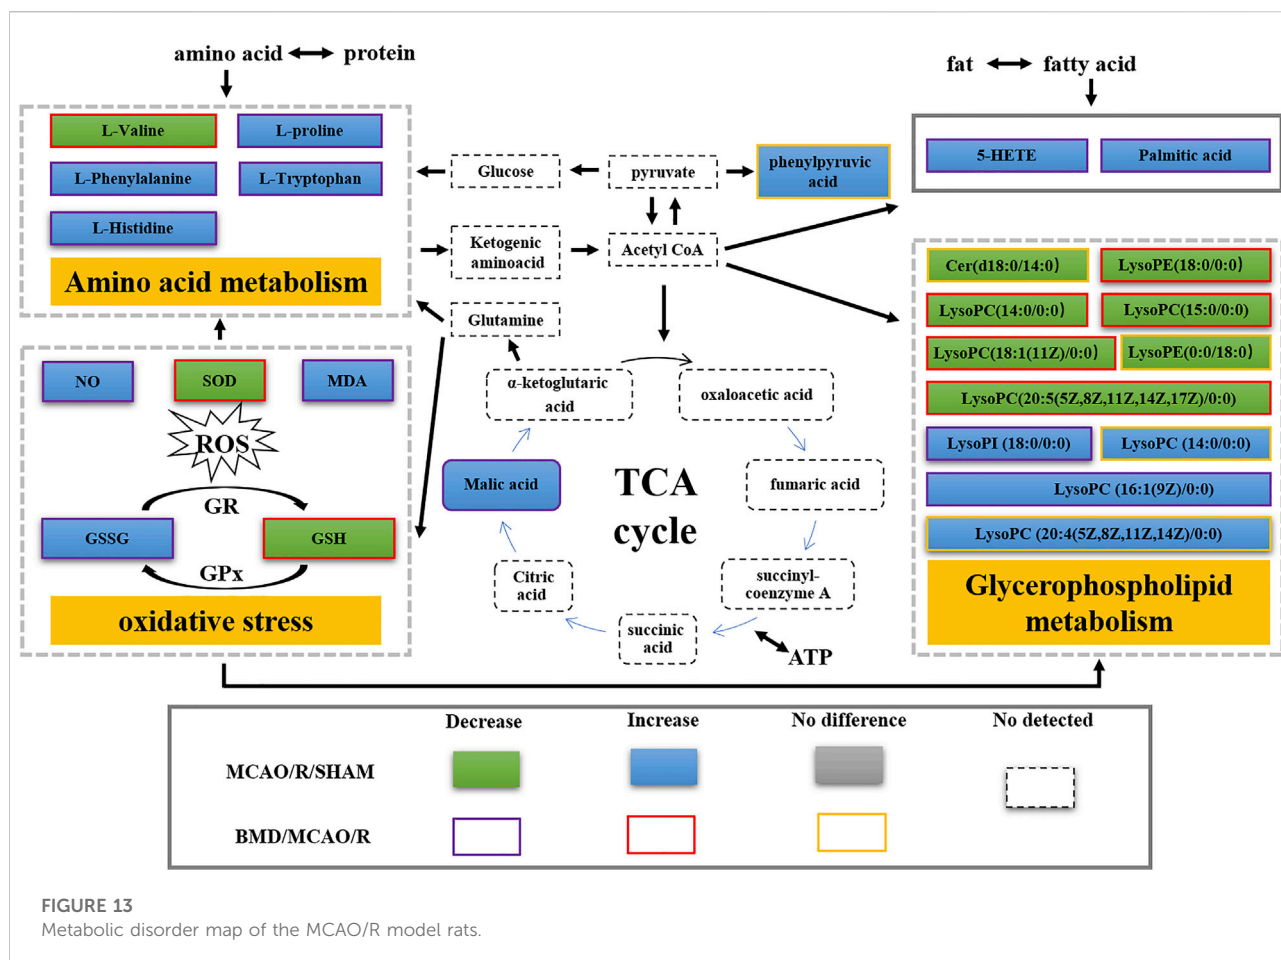 amino acid
protein
fat
fatty acid
L-Valine
L-proline
L-Phenylalanine
L-Tryptophan
L-Histidine
Amino acid metabolism
Glucose
pyruvate
phenylpyruvic
acid
Ketogenic
aminoacid
Acetyl CoA
Glutamine
5-HETE
Palmitic acid
Cer(d18:0/14:0)
LysoPE(18:0/0:0)
LysoPC(14:0/0:0)
LysoPC(15:0/0:0)
LysoPC(18:1(11Z)/0:0)
LysoPE(0:0/18:0)
LysoPC(20:5(5Z,8Z,11Z,14Z,17Z)/0:0)
LysoPI (18:0/0:0)
LysoPC (14:0/0:0)
LysoPC (16:1(9Z)/0:0)
LysoPC (20:4(5Z,8Z,11Z,14Z)/0:0)
Glycerophospholipid
metabolism
NO
SOD
MDA
ROS
GR
GSSG
GSH
GPx
oxidative stress
α-ketoglutaric
acid
oxaloacetic acid
Malic acid
TCA
cycle
fumaric acid
Citric
acid
succinyl-
coenzyme A
succinic
acid
ATP
Decrease
Increase
No difference
No detected
MCAO/R/SHAM
BMD/MCAO/R
FIGURE 13
Metabolic disorder map of the MCAO/R model rats.